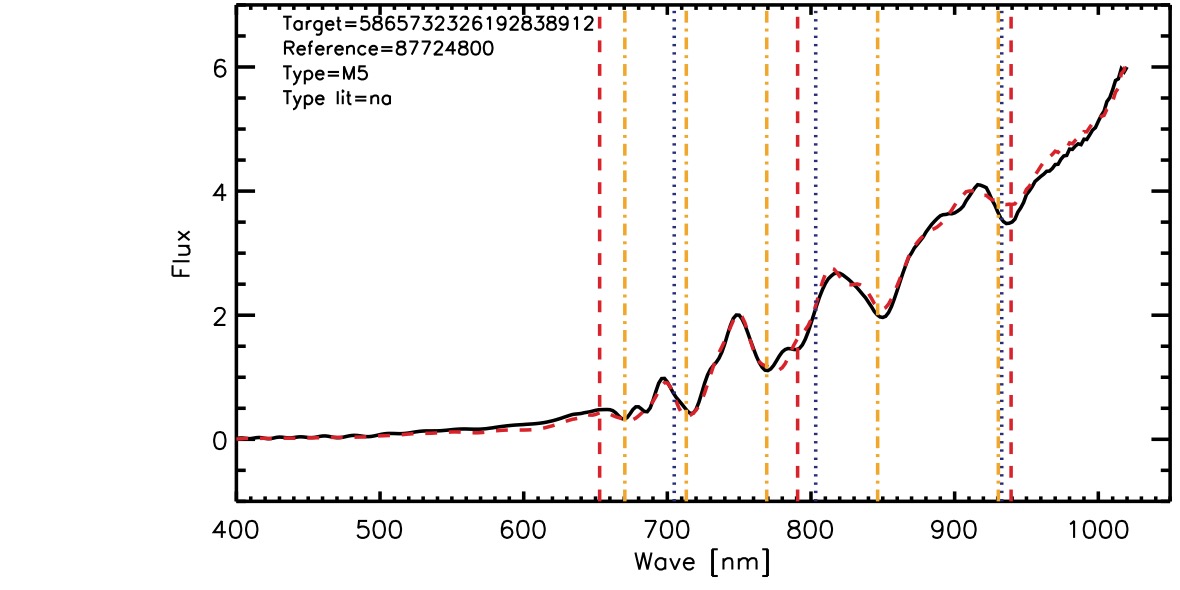 Target=5865732326192838912
Reference=87724800
Type=M5
Type lit=na
6
4
2
0
Flux
400 500 600 700 800 900 1000
Wave [nm]